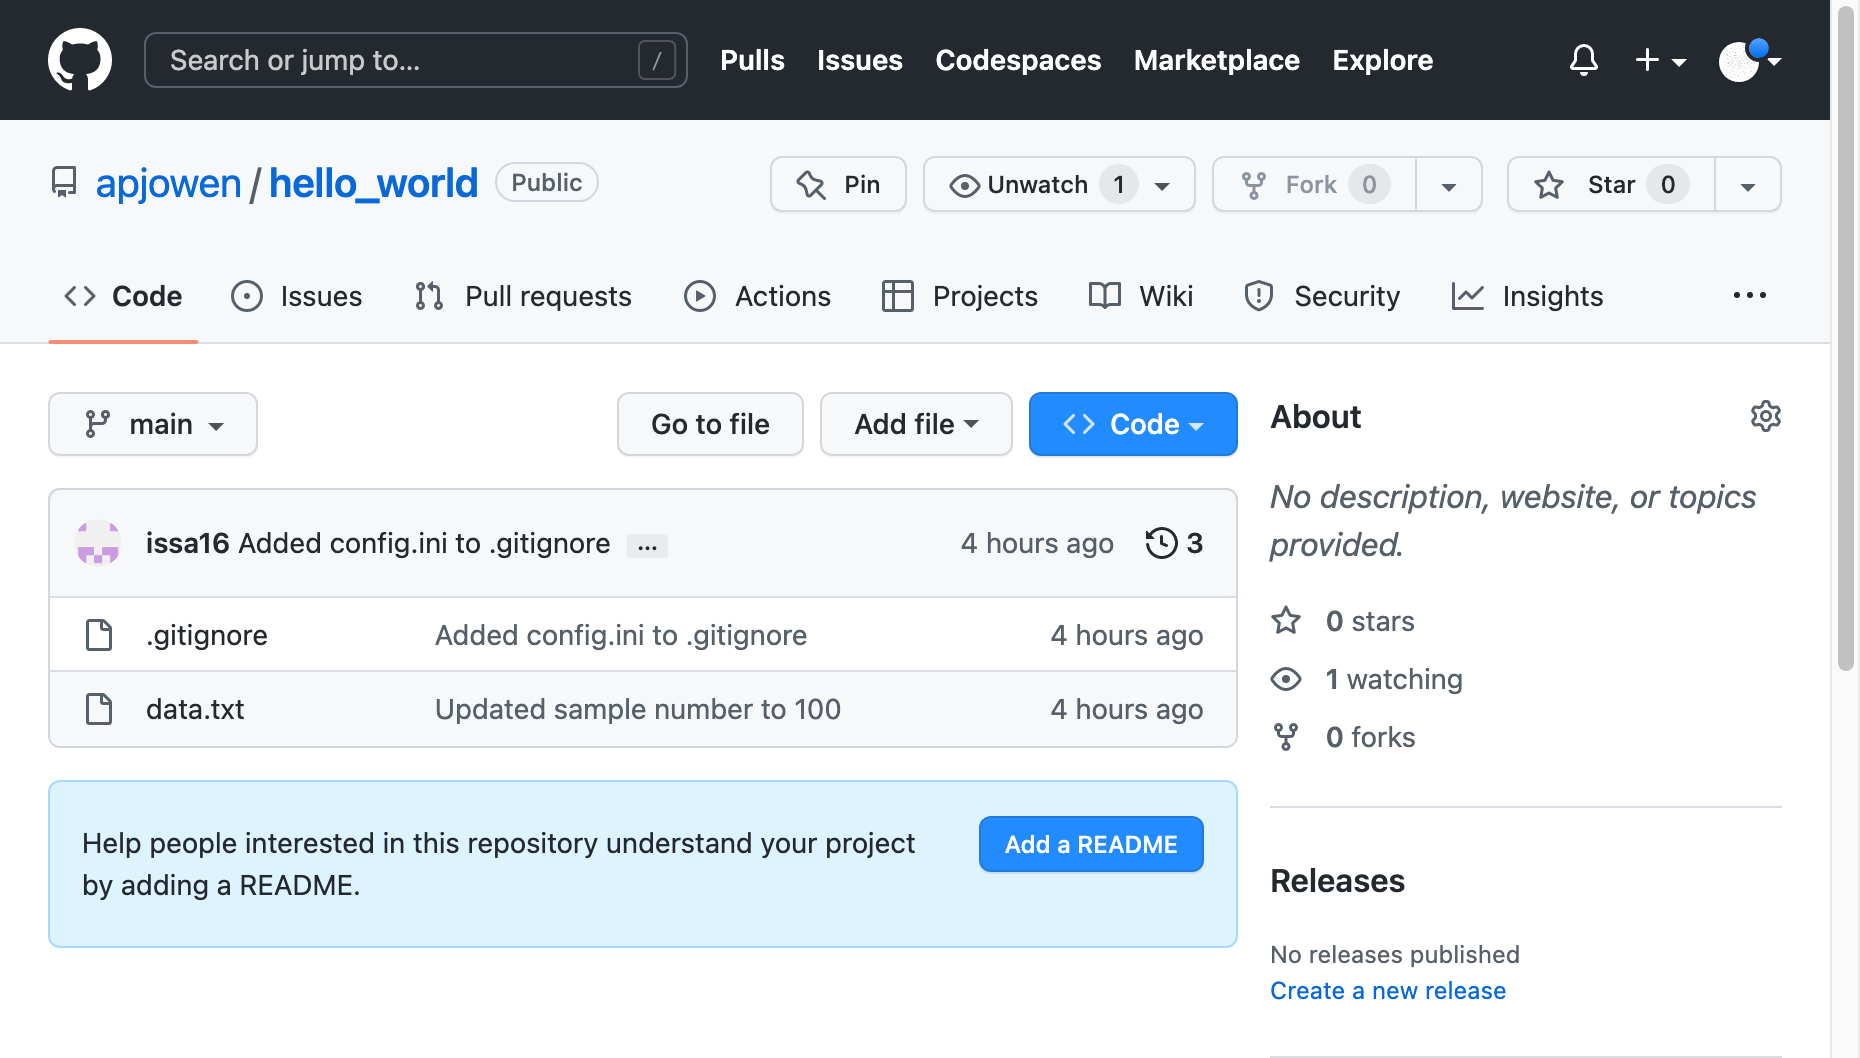 Search or jump to... /
Pulls Issues Codespaces Marketplace Explore
apjowen / hello_world Public
Pin Unwatch 1 Fork 0 Star 0
Code Issues Pull requests Actions Projects Wiki Security Insights
main Go to file Add file Code
issa16 Added config.ini to .gitignore ... 4 hours ago 3
.gitignore Added config.ini to .gitignore 4 hours ago
data.txt Updated sample number to 100 4 hours ago
Help people interested in this repository understand your project
by adding a README.
Add a README
About
No description, website, or topics
provided.
0 stars
1 watching
0 forks
Releases
No releases published
Create a new release